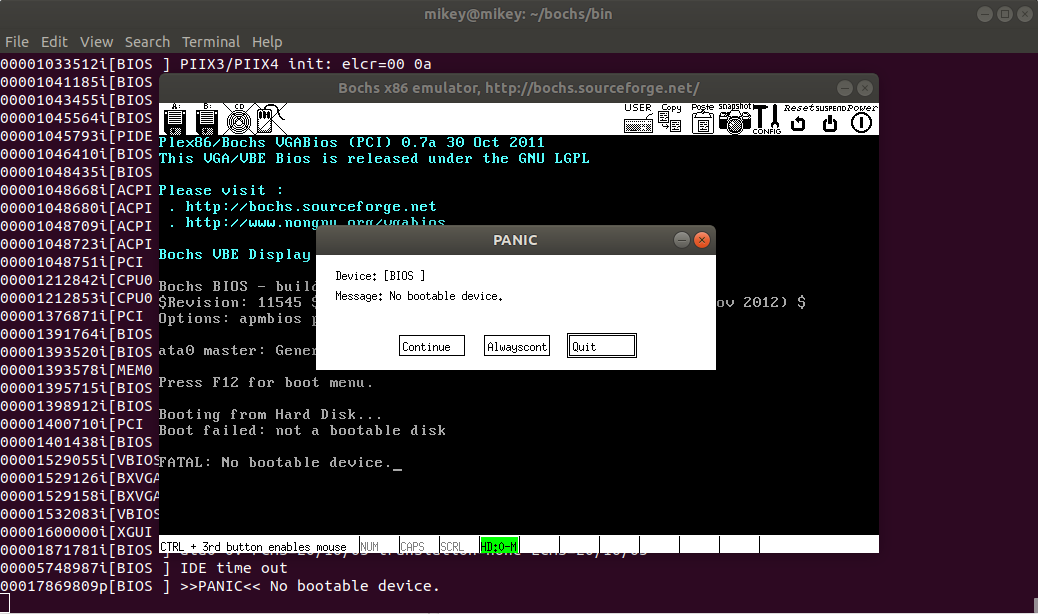 mikey@mikey: ~/bochs/bin
File Edit View Search Terminal Help
00001033512i[BIOS ] PIIX3/PIIX4 init: elcr=00 0a
00001041185i[BIOS
00001043455i[BIOS
00001045564i[BIOS
00001045793i[PIDE
00001046410i[BIOS
00001048435i[BIOS
00001048668i[ACPI
00001048680i[ACPI
00001048709i[ACPI
00001048723i[ACPI
00001048751i[PCI
00001212842i[CPU0
00001212853i[CPU0
00001376871i[PCI
00001391764i[BIOS
00001393520i[BIOS
00001393578i[MEM0
00001395715i[BIOS
00001398912i[BIOS
00001400710i[PCI
00001401438i[BIOS
00001529055i[VBIOS
00001529126i[BXVGA
00001529158i[BXVGA
00001532083i[VBIOS
00001600000i[XGUI
00001871781i[BIOS ]
00005748987i[BIOS ] IDE time out
00017869809p[BIOS ] >>PANIC<< No bootable device.
Bochs x86 emulator, http://bochs.sourceforge.net/
A: B: CD USER Copy Paste snapshot CONFIG Reset SUSPEND Power
Plex86/Bochs VGABios (PCI) 0.7a 30 Oct 2011
This VGA/VBE Bios is released under the GNU LGPL
Please visit :
. http://bochs.sourceforge.net
. http://www.nongnu.org/vgabios
Bochs VBE Display
Bochs BIOS - build
$Revision: 11545 $ ov 2012) $
Options: apmbios p
ata0 master: Gener
Press F12 for boot menu.
Booting from Hard Disk...
Boot failed: not a bootable disk
FATAL: No bootable device._
CTRL + 3rd button enables mouse NUM CAPS SCRL HD:0-M
PANIC
Device: [BIOS ]
Message: No bootable device.
Continue Alwayscont Quit